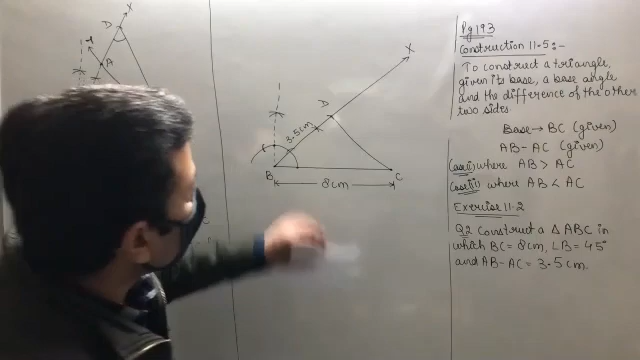 X
D
A
X
D
3.5cm
B
C
8cm
Pg 193
Construction 11.5:-
To construct a triangle,
given its base, a base angle
and the difference of the other
two sides.
Base → BC (given)
AB - AC (given)
Case(i) where AB > AC
Case(ii) where AB < AC
Exercise 11.2
Q2 Construct a Δ ABC in
which BC = 8cm, ∠B = 45°
and AB - AC = 3.5cm.